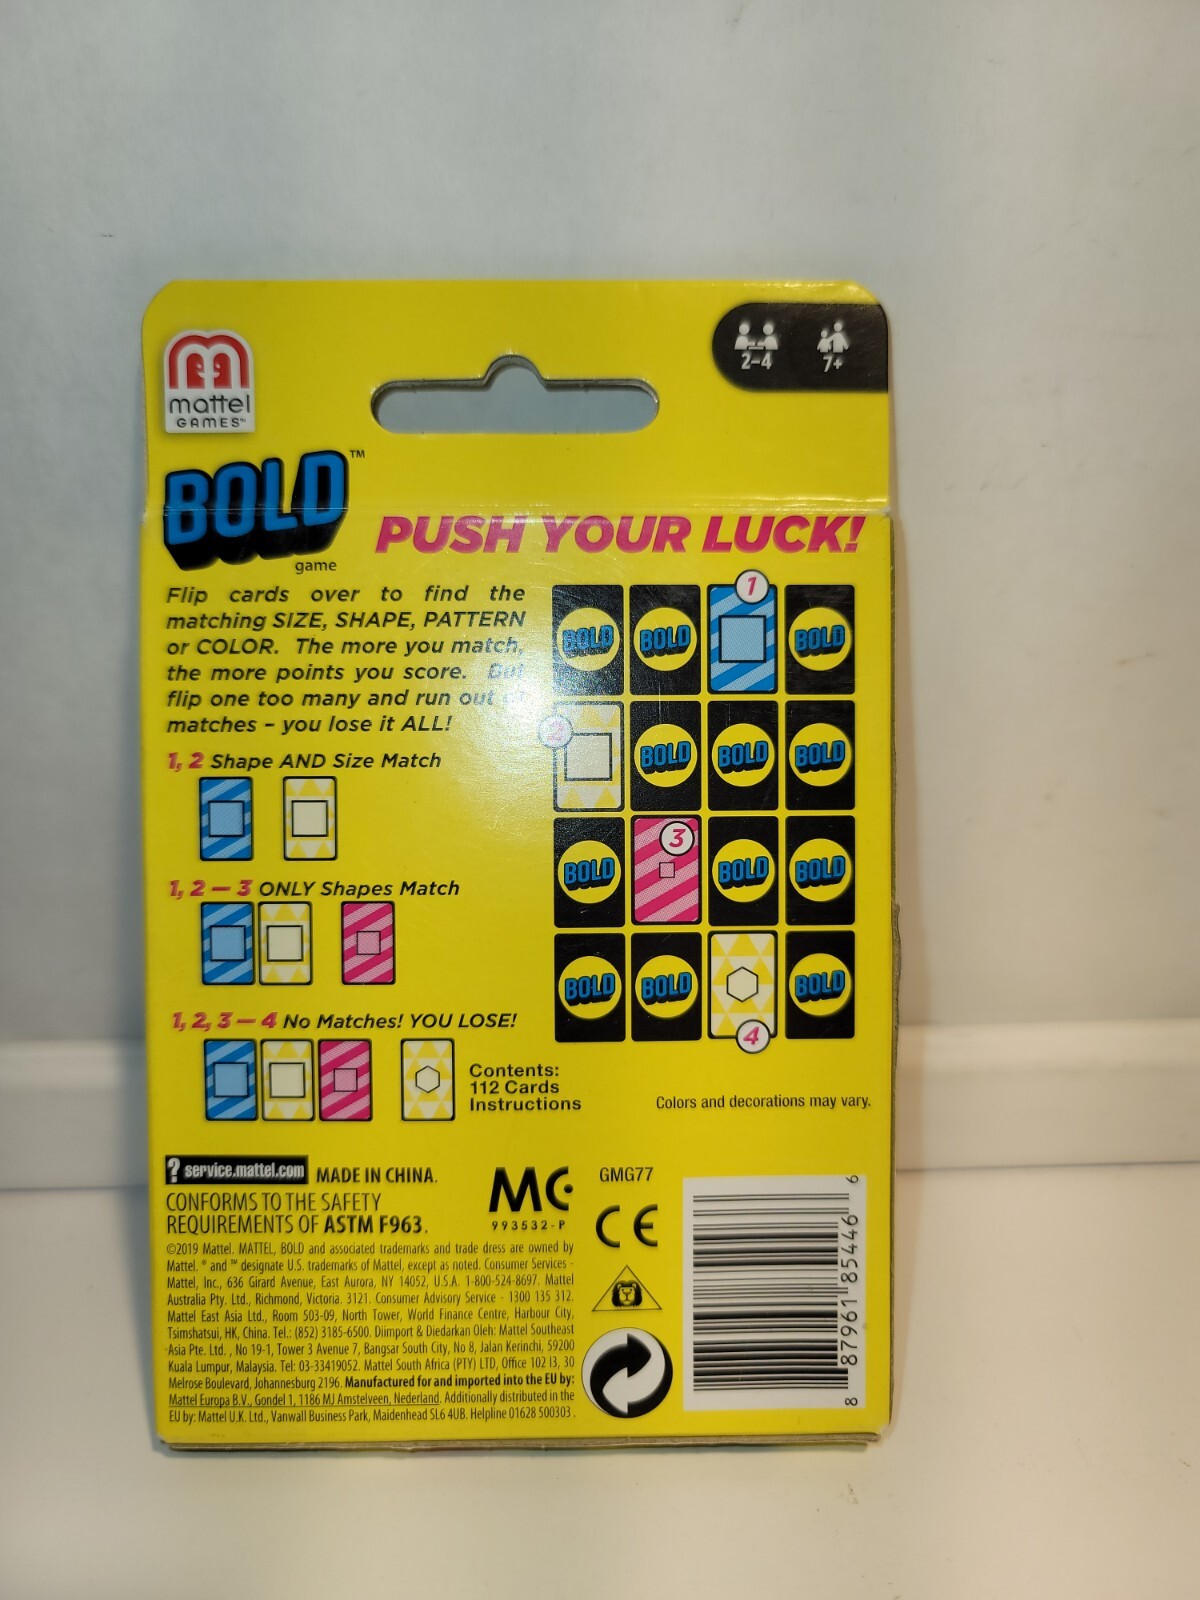 mattel
GAMES™
2–4
7+
BOLD™
game
PUSH YOUR LUCK!
Flip cards over to find the
matching SIZE, SHAPE, PATTERN
or COLOR. The more you match,
the more points you score. But
flip one too many and run out of
matches – you lose it ALL!
1, 2 Shape AND Size Match
1, 2 – 3 ONLY Shapes Match
1, 2, 3 – 4 No Matches! YOU LOSE!
Contents:
112 Cards
Instructions
1
BOLD BOLD BOLD
2
BOLD BOLD BOLD
3
BOLD BOLD BOLD
BOLD BOLD BOLD
4
Colors and decorations may vary.
? service.mattel.com MADE IN CHINA.
CONFORMS TO THE SAFETY
REQUIREMENTS OF ASTM F963.
©2019 Mattel. MATTEL, BOLD and associated trademarks and trade dress are owned by
Mattel. ® and ™ designate U.S. trademarks of Mattel, except as noted. Consumer Services -
Mattel, Inc., 636 Girard Avenue, East Aurora, NY 14052, U.S.A. 1-800-524-8697. Mattel
Australia Pty. Ltd., Richmond, Victoria. 3121. Consumer Advisory Service - 1300 135 312.
Mattel East Asia Ltd., Room 503-09, North Tower, World Finance Centre, Harbour City,
Tsimshatsui, HK, China. Tel.: (852) 3185-6500. Diimport & Diedarkan Oleh: Mattel Southeast
Asia Pte. Ltd. , No 19-1, Tower 3 Avenue 7, Bangsar South City, No 8, Jalan Kerinchi, 59200
Kuala Lumpur, Malaysia. Tel: 03-33419052. Mattel South Africa (PTY) LTD, Office 102 I3, 30
Melrose Boulevard, Johannesburg 2196. Manufactured for and imported into the EU by:
Mattel Europa B.V., Gondel 1, 1186 MJ Amstelveen, Nederland. Additionally distributed in the
EU by: Mattel U.K. Ltd., Vanwall Business Park, Maidenhead SL6 4UB. Helpline 01628 500303.
MC
993532-P
GMG77
CE
8 87961 85446 6